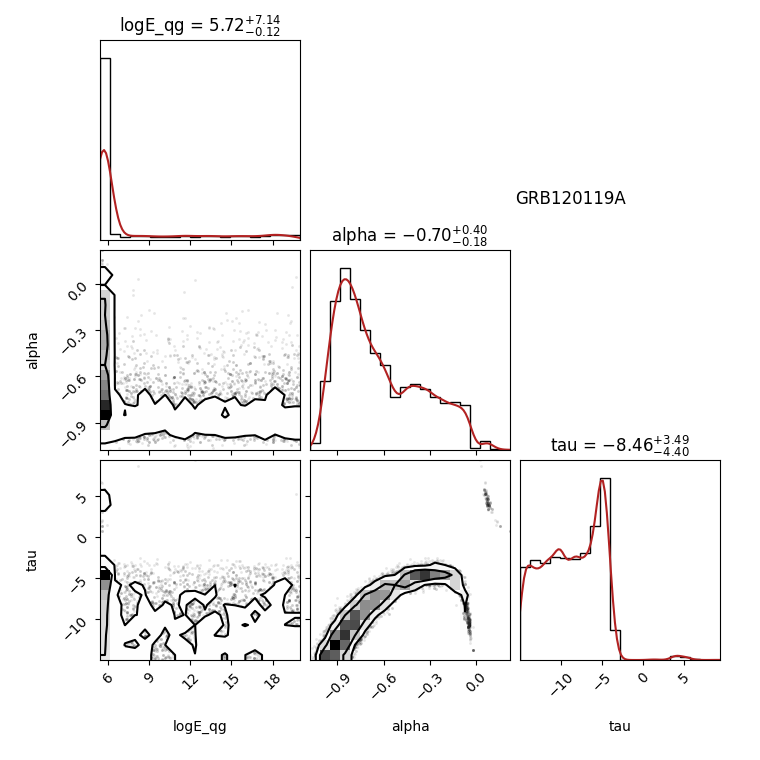 logE_qg = 5.72 +7.14 −0.12
GRB120119A
alpha = −0.70 +0.40 −0.18
0.0
−0.3
−0.6
−0.9
alpha
tau = −8.46 +3.49 −4.40
5
0
−5
−10
tau
6 9 12 15 18
−0.9 −0.6 −0.3 0.0
−10 −5 0 5
logE_qg alpha tau